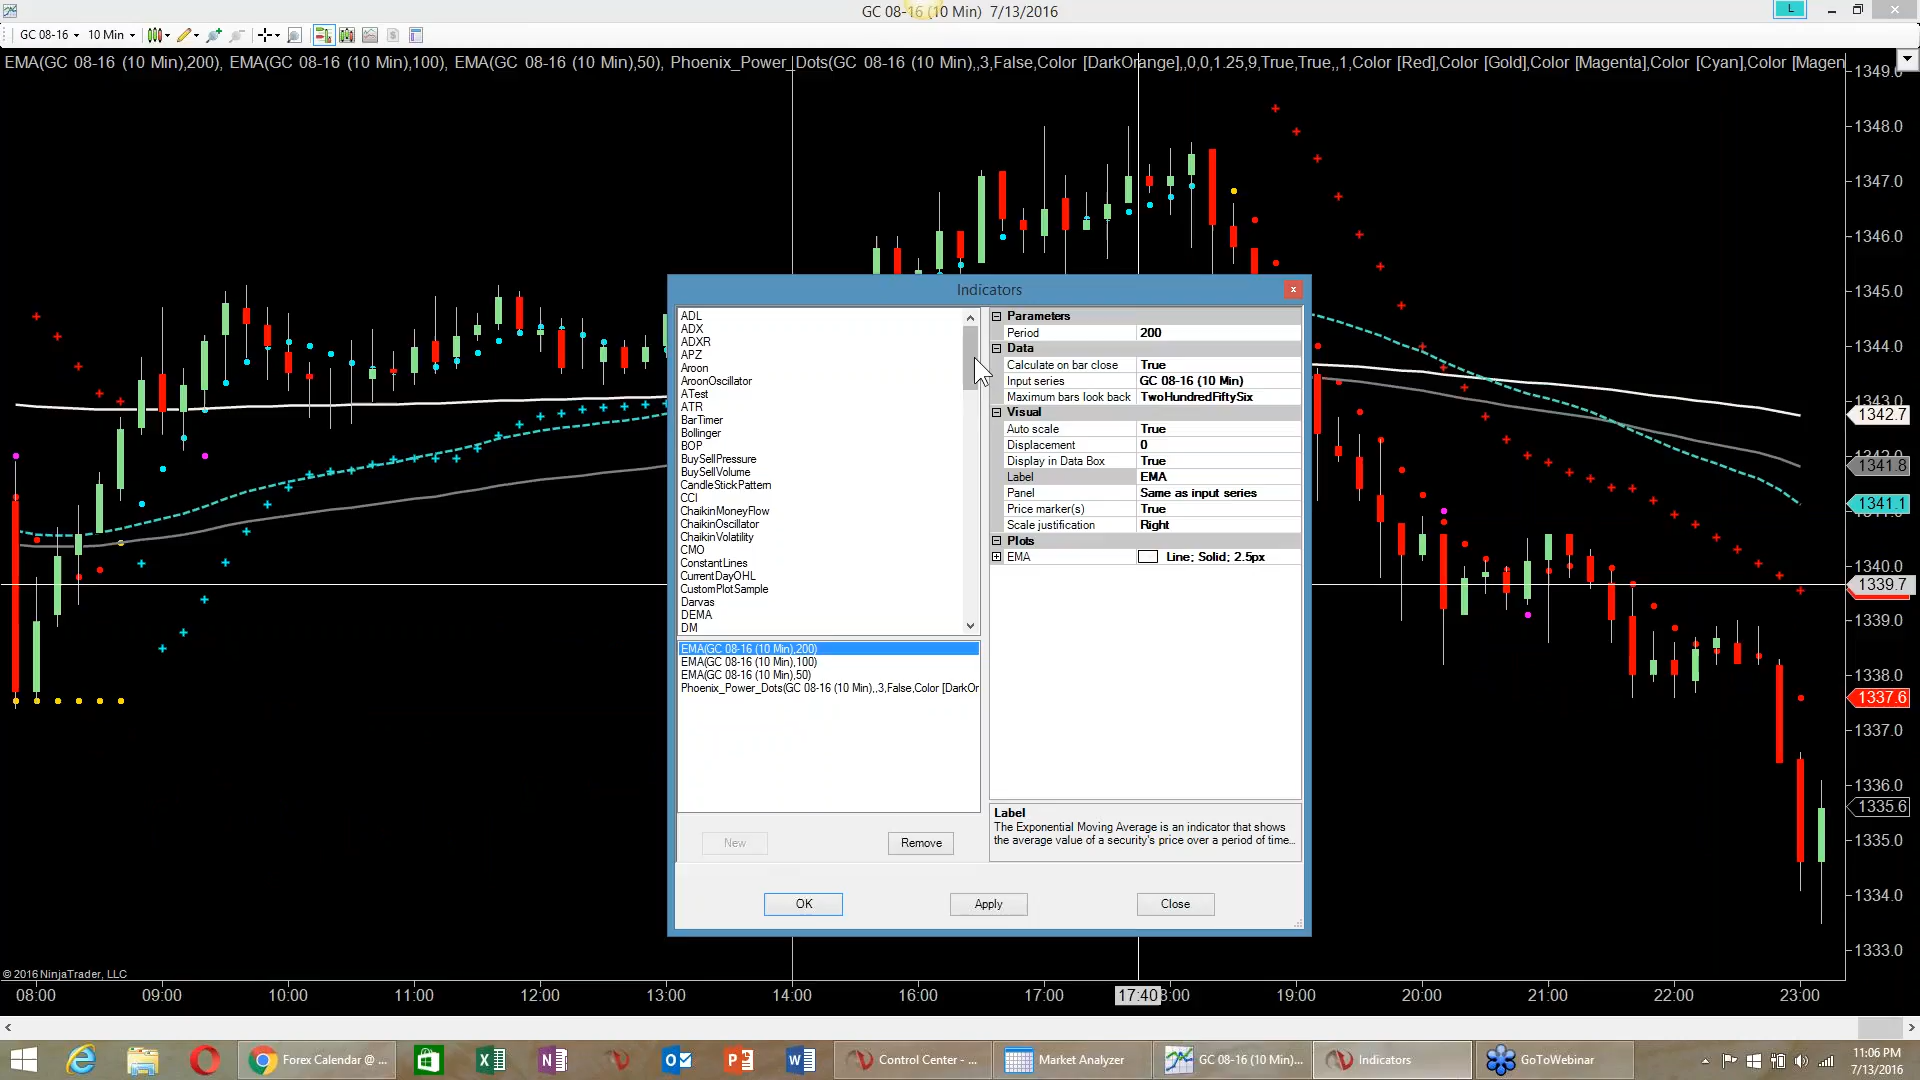 GC 08-16 (10 Min)  7/13/2016
L
GC 08-16
10 Min
EMA(GC 08-16 (10 Min),200), EMA(GC 08-16 (10 Min),100), EMA(GC 08-16 (10 Min),50), Phoenix_Power_Dots(GC 08-16 (10 Min),,3,False,Color [DarkOrange],,0,0,1.25,9,True,True,,1,Color [Red],Color [Gold],Color [Magenta],Color [Cyan],Color [Magen
1349.0
1348.0
1347.0
1346.0
1345.0
1344.0
1343.0
1342.7
1341.8
1341.1
1340.0
1339.7
1339.0
1338.0
1337.6
1337.0
1336.0
1335.6
1335.0
1334.0
1333.0
Indicators
x
ADL
ADX
ADXR
APZ
Aroon
AroonOscillator
ATest
ATR
BarTimer
Bollinger
BOP
BuySellPressure
BuySellVolume
CandleStickPattern
CCI
ChaikinMoneyFlow
ChaikinOscillator
ChaikinVolatility
CMO
ConstantLines
CurrentDayOHL
CustomPlotSample
Darvas
DEMA
DM
EMA(GC 08-16 (10 Min),200)
EMA(GC 08-16 (10 Min),100)
EMA(GC 08-16 (10 Min),50)
Phoenix_Power_Dots(GC 08-16 (10 Min),,3,False,Color [DarkOr
New
Remove
Parameters
Period 200
Data
Calculate on bar close True
Input series GC 08-16 (10 Min)
Maximum bars look back TwoHundredFiftySix
Visual
Auto scale True
Displacement 0
Display in Data Box True
Label EMA
Panel Same as input series
Price marker(s) True
Scale justification Right
Plots
EMA Line; Solid; 2.5px
Label
The Exponential Moving Average is an indicator that shows
the average value of a security's price over a period of time...
OK
Apply
Close
© 2016 NinjaTrader, LLC
08:00 09:00 10:00 11:00 12:00 13:00 14:00 16:00 17:00 17:40 8:00 19:00 20:00 21:00 22:00 23:00
Forex Calendar @ ...
Control Center - ...
Market Analyzer
GC 08-16 (10 Min)...
Indicators
GoToWebinar
11:06 PM
7/13/2016